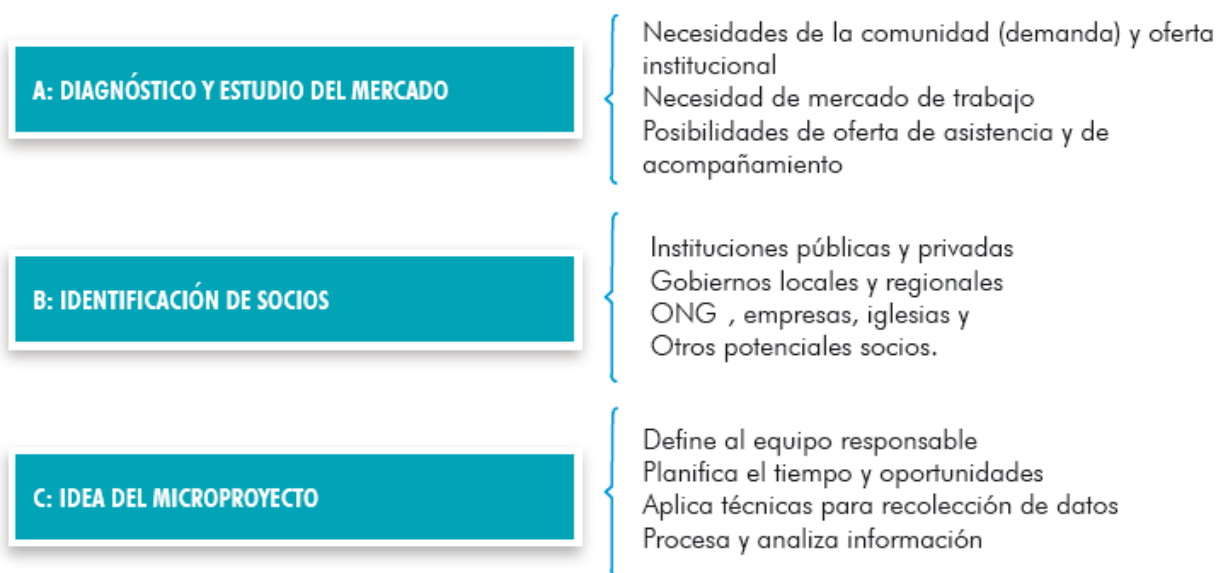 A: DIAGNÓSTICO Y ESTUDIO DEL MERCADO
Necesidades de la comunidad (demanda) y oferta
institucional
Necesidad de mercado de trabajo
Posibilidades de oferta de asistencia y de
acompañamiento
B: IDENTIFICACIÓN DE SOCIOS
Instituciones públicas y privadas
Gobiernos locales y regionales
ONG , empresas, iglesias y
Otros potenciales socios.
C: IDEA DEL MICROPROYECTO
Define al equipo responsable
Planifica el tiempo y oportunidades
Aplica técnicas para recolección de datos
Procesa y analiza información